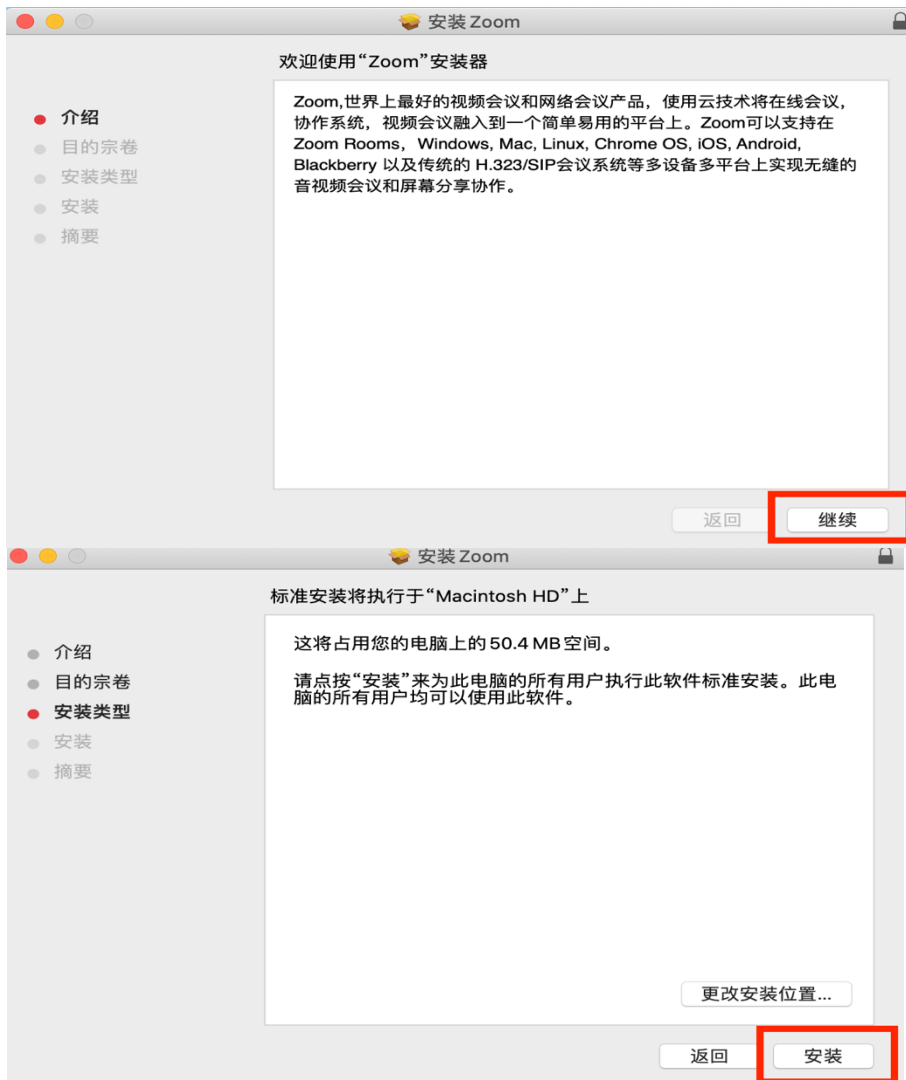 安装 Zoom
欢迎使用“Zoom”安装器
介绍
目的宗卷
安装类型
安装
摘要
Zoom,世界上最好的视频会议和网络会议产品，使用云技术将在线会议，
协作系统，视频会议融入到一个简单易用的平台上。Zoom可以支持在
Zoom Rooms，Windows, Mac, Linux, Chrome OS, iOS, Android,
Blackberry 以及传统的 H.323/SIP会议系统等多设备多平台上实现无缝的
音视频会议和屏幕分享协作。
返回
继续
安装 Zoom
标准安装将执行于“Macintosh HD”上
介绍
目的宗卷
安装类型
安装
摘要
这将占用您的电脑上的 50.4 MB 空间。
请点按“安装”来为此电脑的所有用户执行此软件标准安装。此电
脑的所有用户均可以使用此软件。
更改安装位置...
返回
安装